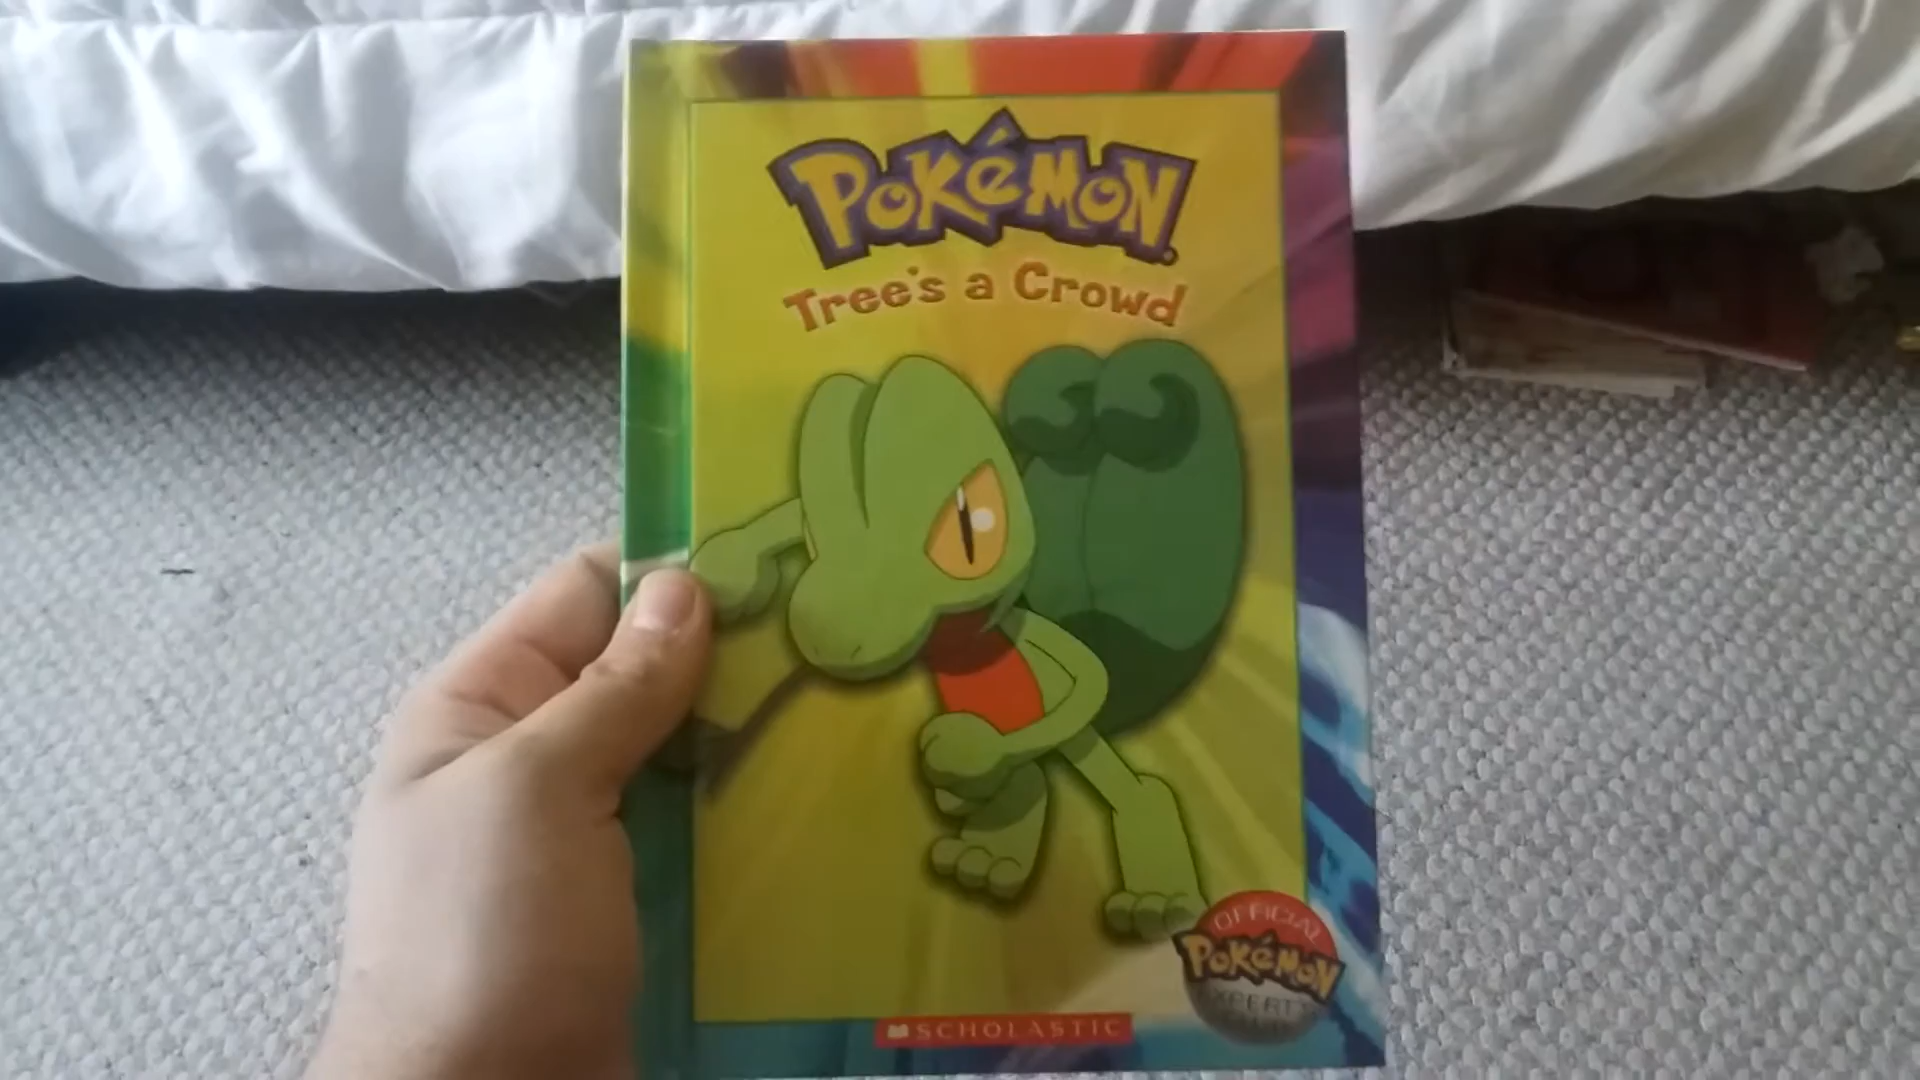 POKéMON
Tree's a Crowd
OFFICIAL
POKéMON
SCHOLASTIC